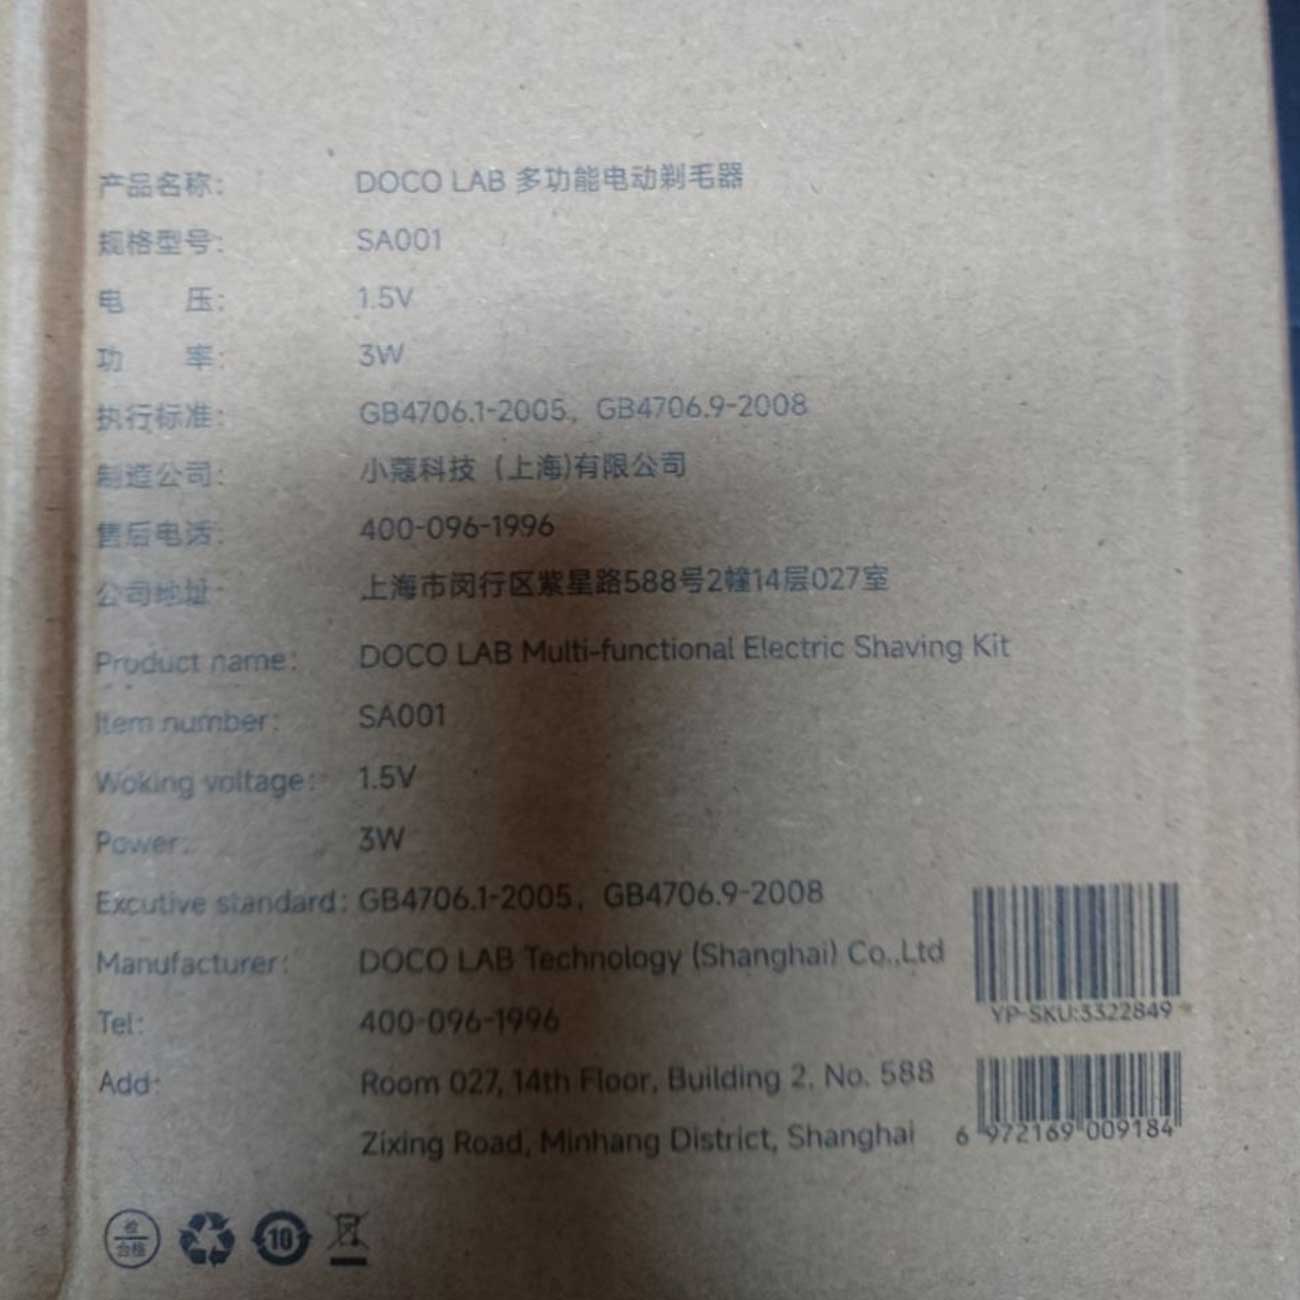 产品名称： DOCO LAB 多功能电动剃毛器
规格型号： SA001
电 压： 1.5V
功 率： 3W
执行标准： GB4706.1-2005，GB4706.9-2008
制造公司： 小蔻科技（上海)有限公司
售后电话： 400-096-1996
公司地址： 上海市闵行区紫星路588号2幢14层027室
Product name： DOCO LAB Multi-functional Electric Shaving Kit
Item number： SA001
Woking voltage： 1.5V
Power： 3W
Excutive standard：GB4706.1-2005，GB4706.9-2008
Manufacturer： DOCO LAB Technology (Shanghai) Co.,Ltd
YP-SKU:3322849
Tel： 400-096-1996
Add： Room 027, 14th Floor, Building 2, No. 588
Zixing Road, Minhang District, Shanghai
6 972169 009184
检
合格
10